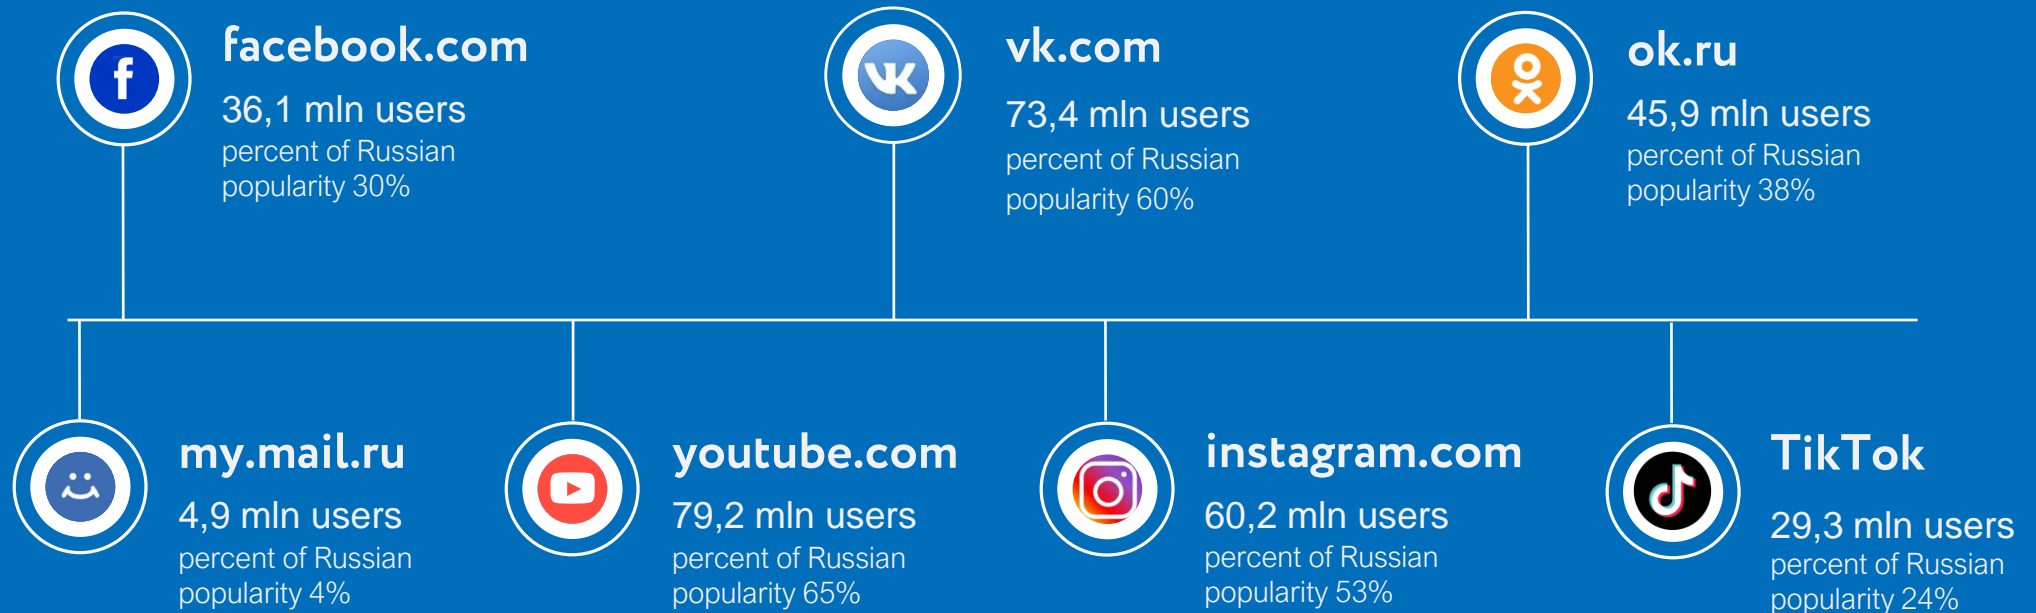 facebook.com
36,1 mln users
percent of Russian
popularity 30%
vk.com
73,4 mln users
percent of Russian
popularity 60%
ok.ru
45,9 mln users
percent of Russian
popularity 38%
my.mail.ru
4,9 mln users
percent of Russian
popularity 4%
youtube.com
79,2 mln users
percent of Russian
popularity 65%
instagram.com
60,2 mln users
percent of Russian
popularity 53%
TikTok
29,3 mln users
percent of Russian
popularity 24%